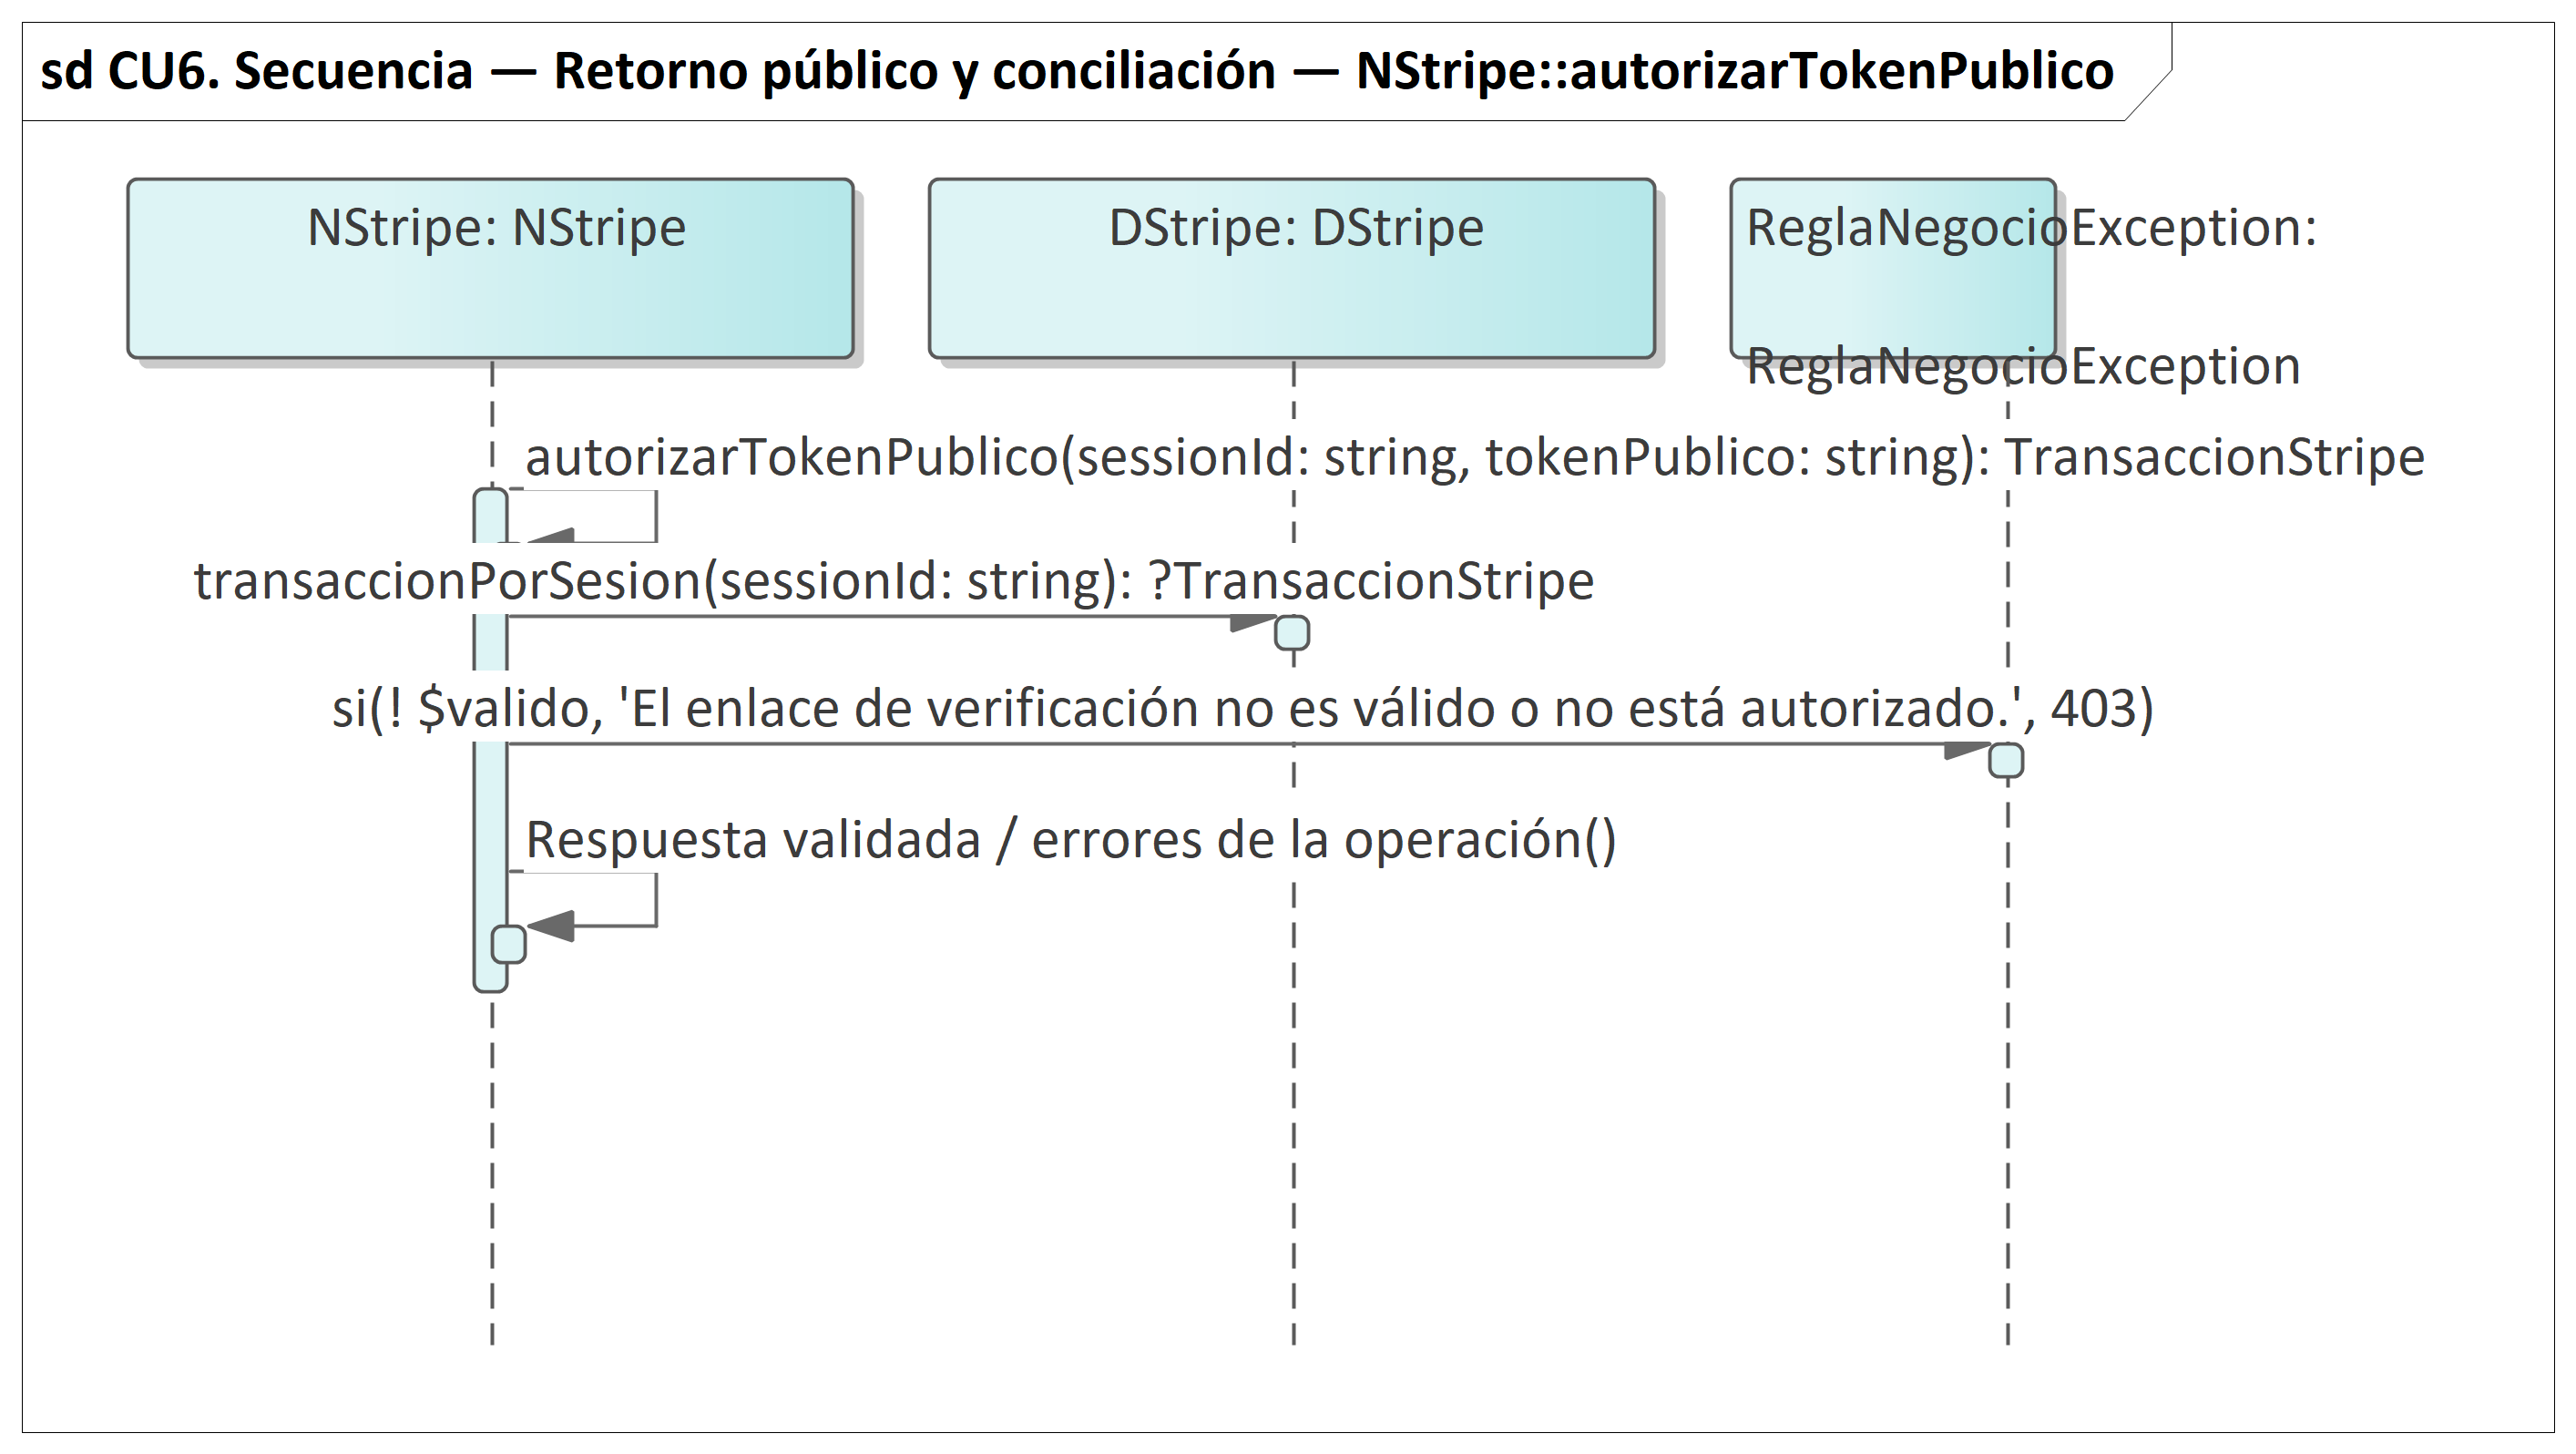 sd CU6. Secuencia — Retorno público y conciliación — NStripe::autorizarTokenPublico
NStripe: NStripe
DStripe: DStripe
ReglaNegocioException:
ReglaNegocioException
autorizarTokenPublico(sessionId: string, tokenPublico: string): TransaccionStripe
transaccionPorSesion(sessionId: string): ?TransaccionStripe
si(! $valido, 'El enlace de verificación no es válido o no está autorizado.', 403)
Respuesta validada / errores de la operación()